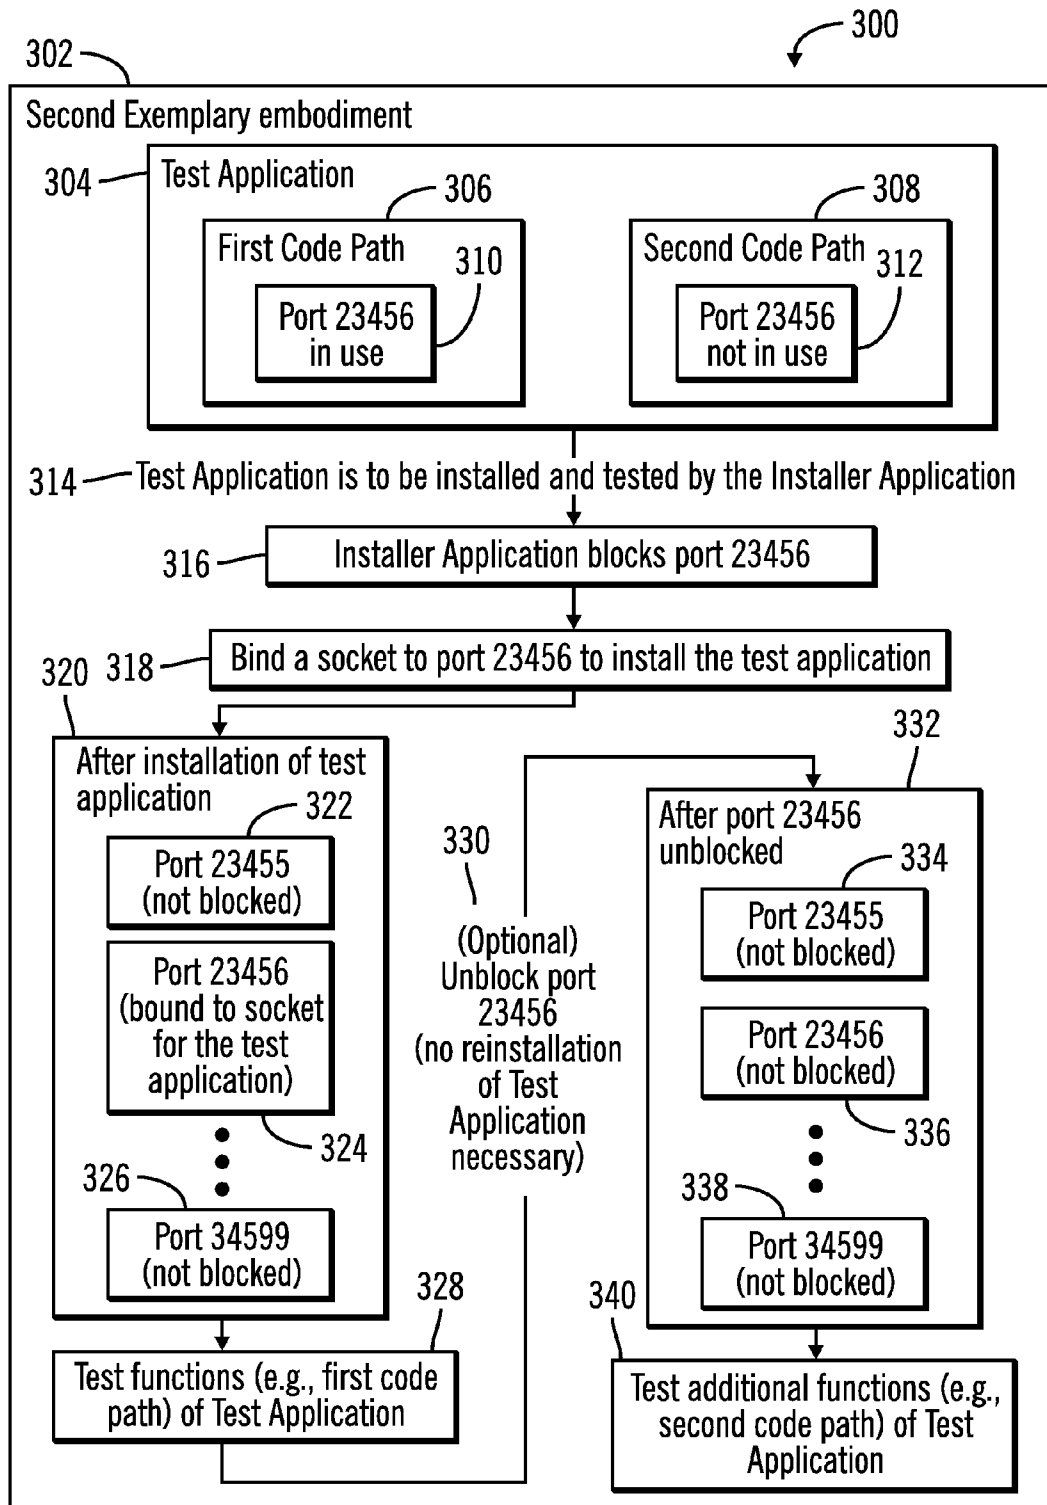 300
302
Second Exemplary embodiment
304
Test Application
306
308
First Code Path
Second Code Path
310
312
Port 23456
in use
Port 23456
not in use
314
Test Application is to be installed and tested by the Installer Application
316
Installer Application blocks port 23456
318
Bind a socket to port 23456 to install the test application
320
After installation of test
application
322
Port 23455
(not blocked)
Port 23456
(bound to socket
for the test
application)
324
326
Port 34599
(not blocked)
328
Test functions (e.g., first code
path) of Test Application
330
(Optional)
Unblock port
23456
(no reinstallation
of Test
Application
necessary)
332
After port 23456
unblocked
334
Port 23455
(not blocked)
Port 23456
(not blocked)
336
338
Port 34599
(not blocked)
340
Test additional functions (e.g.,
second code path) of Test
Application